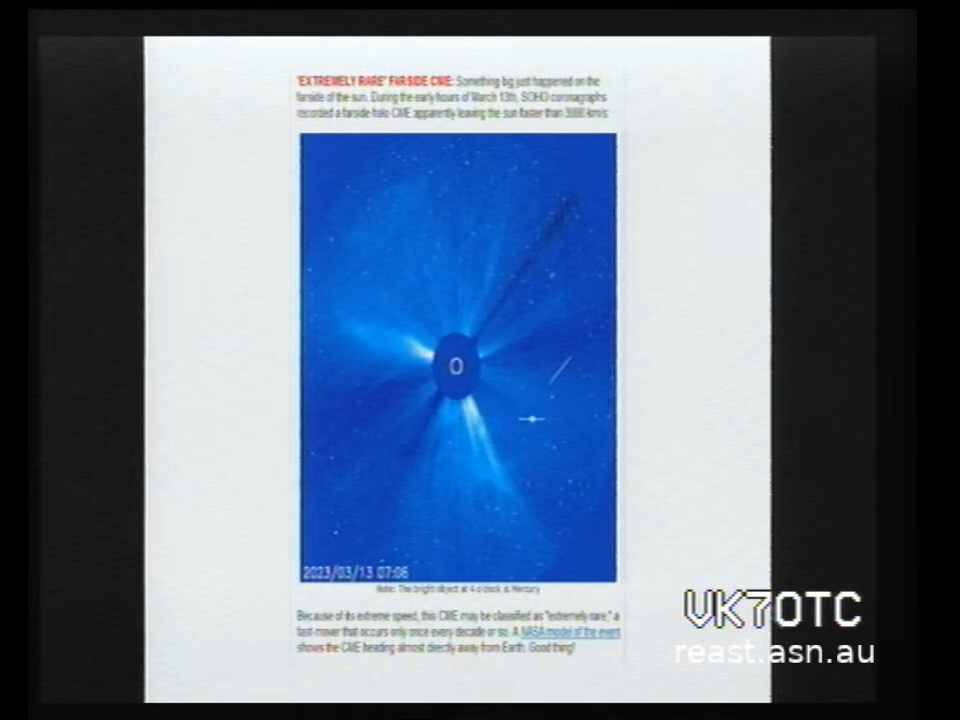 'EXTREMELY RARE' FARSIDE CME: Something big just happened on the
farside of the sun. During the early hours of March 13th, SOHO coronagraphs
recorded a farside halo CME apparently leaving the sun faster than 3000 km/s:
2023/03/13 07:06
Note: The bright object at 4 o'clock is Mercury
Because of its extreme speed, this CME may be classified as "extremely rare," a
fast-mover that occurs only once every decade or so. A NASA model of the event
shows the CME heading almost directly away from Earth. Good thing!
VK7OTC
reast.asn.au